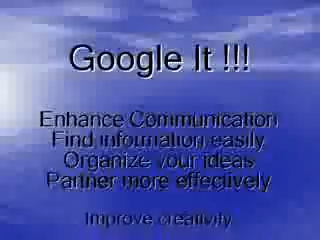 Google It !!!
Enhance Communication
Find information easily
Organize your ideas
Partner more effectively
Improve creativity